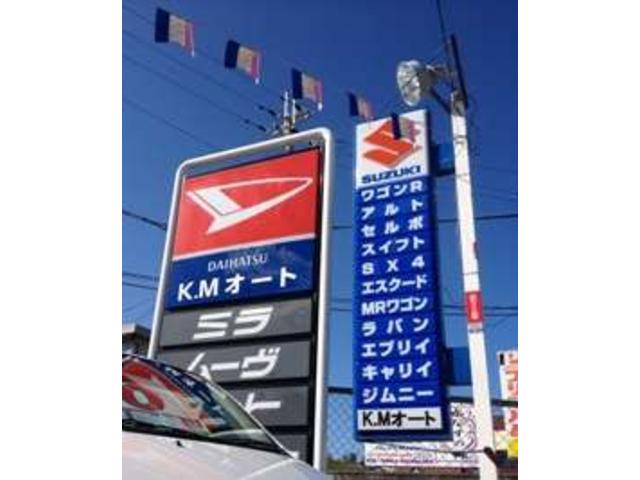 DAIHATSU
K.Mオート
ミラ
ムーヴ
SUZUKI
ワゴンR
アルト
セルボ
スイフト
SX4
エスクード
MRワゴン
ラパン
エブリイ
キャリイ
ジムニー
K.Mオート